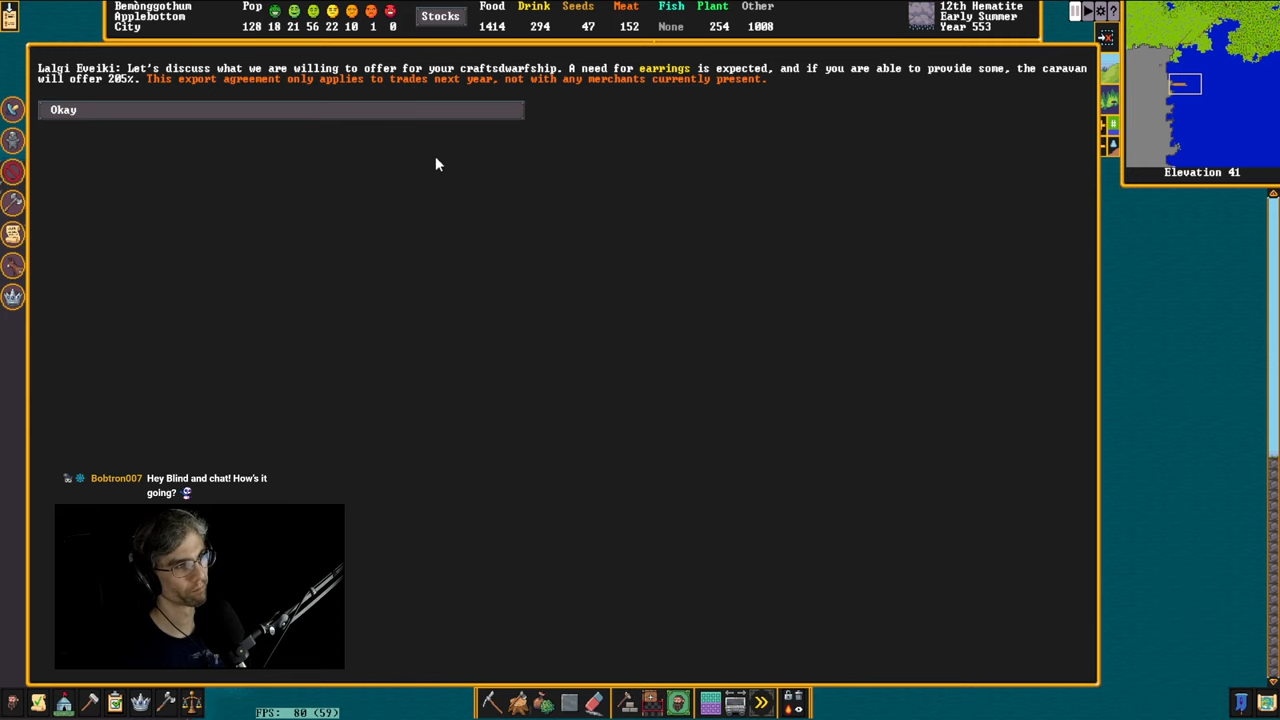 Bemònggothum
Applebottom
City
Pop
128 18 21 56 22 10 1 0
Stocks
Food Drink Seeds Meat Fish Plant Other
1414 294 47 152 None 254 1008
12th Hematite
Early Summer
Year 553
Elevation 41
Lalgi Eveiki: Let's discuss what we are willing to offer for your craftsdwarfship. A need for earrings is expected, and if you are able to provide some, the caravan
will offer 205%. This export agreement only applies to trades next year, not with any merchants currently present.
Okay
Bobtron007 Hey Blind and chat! How's it
going?
FPS: 80 (59)